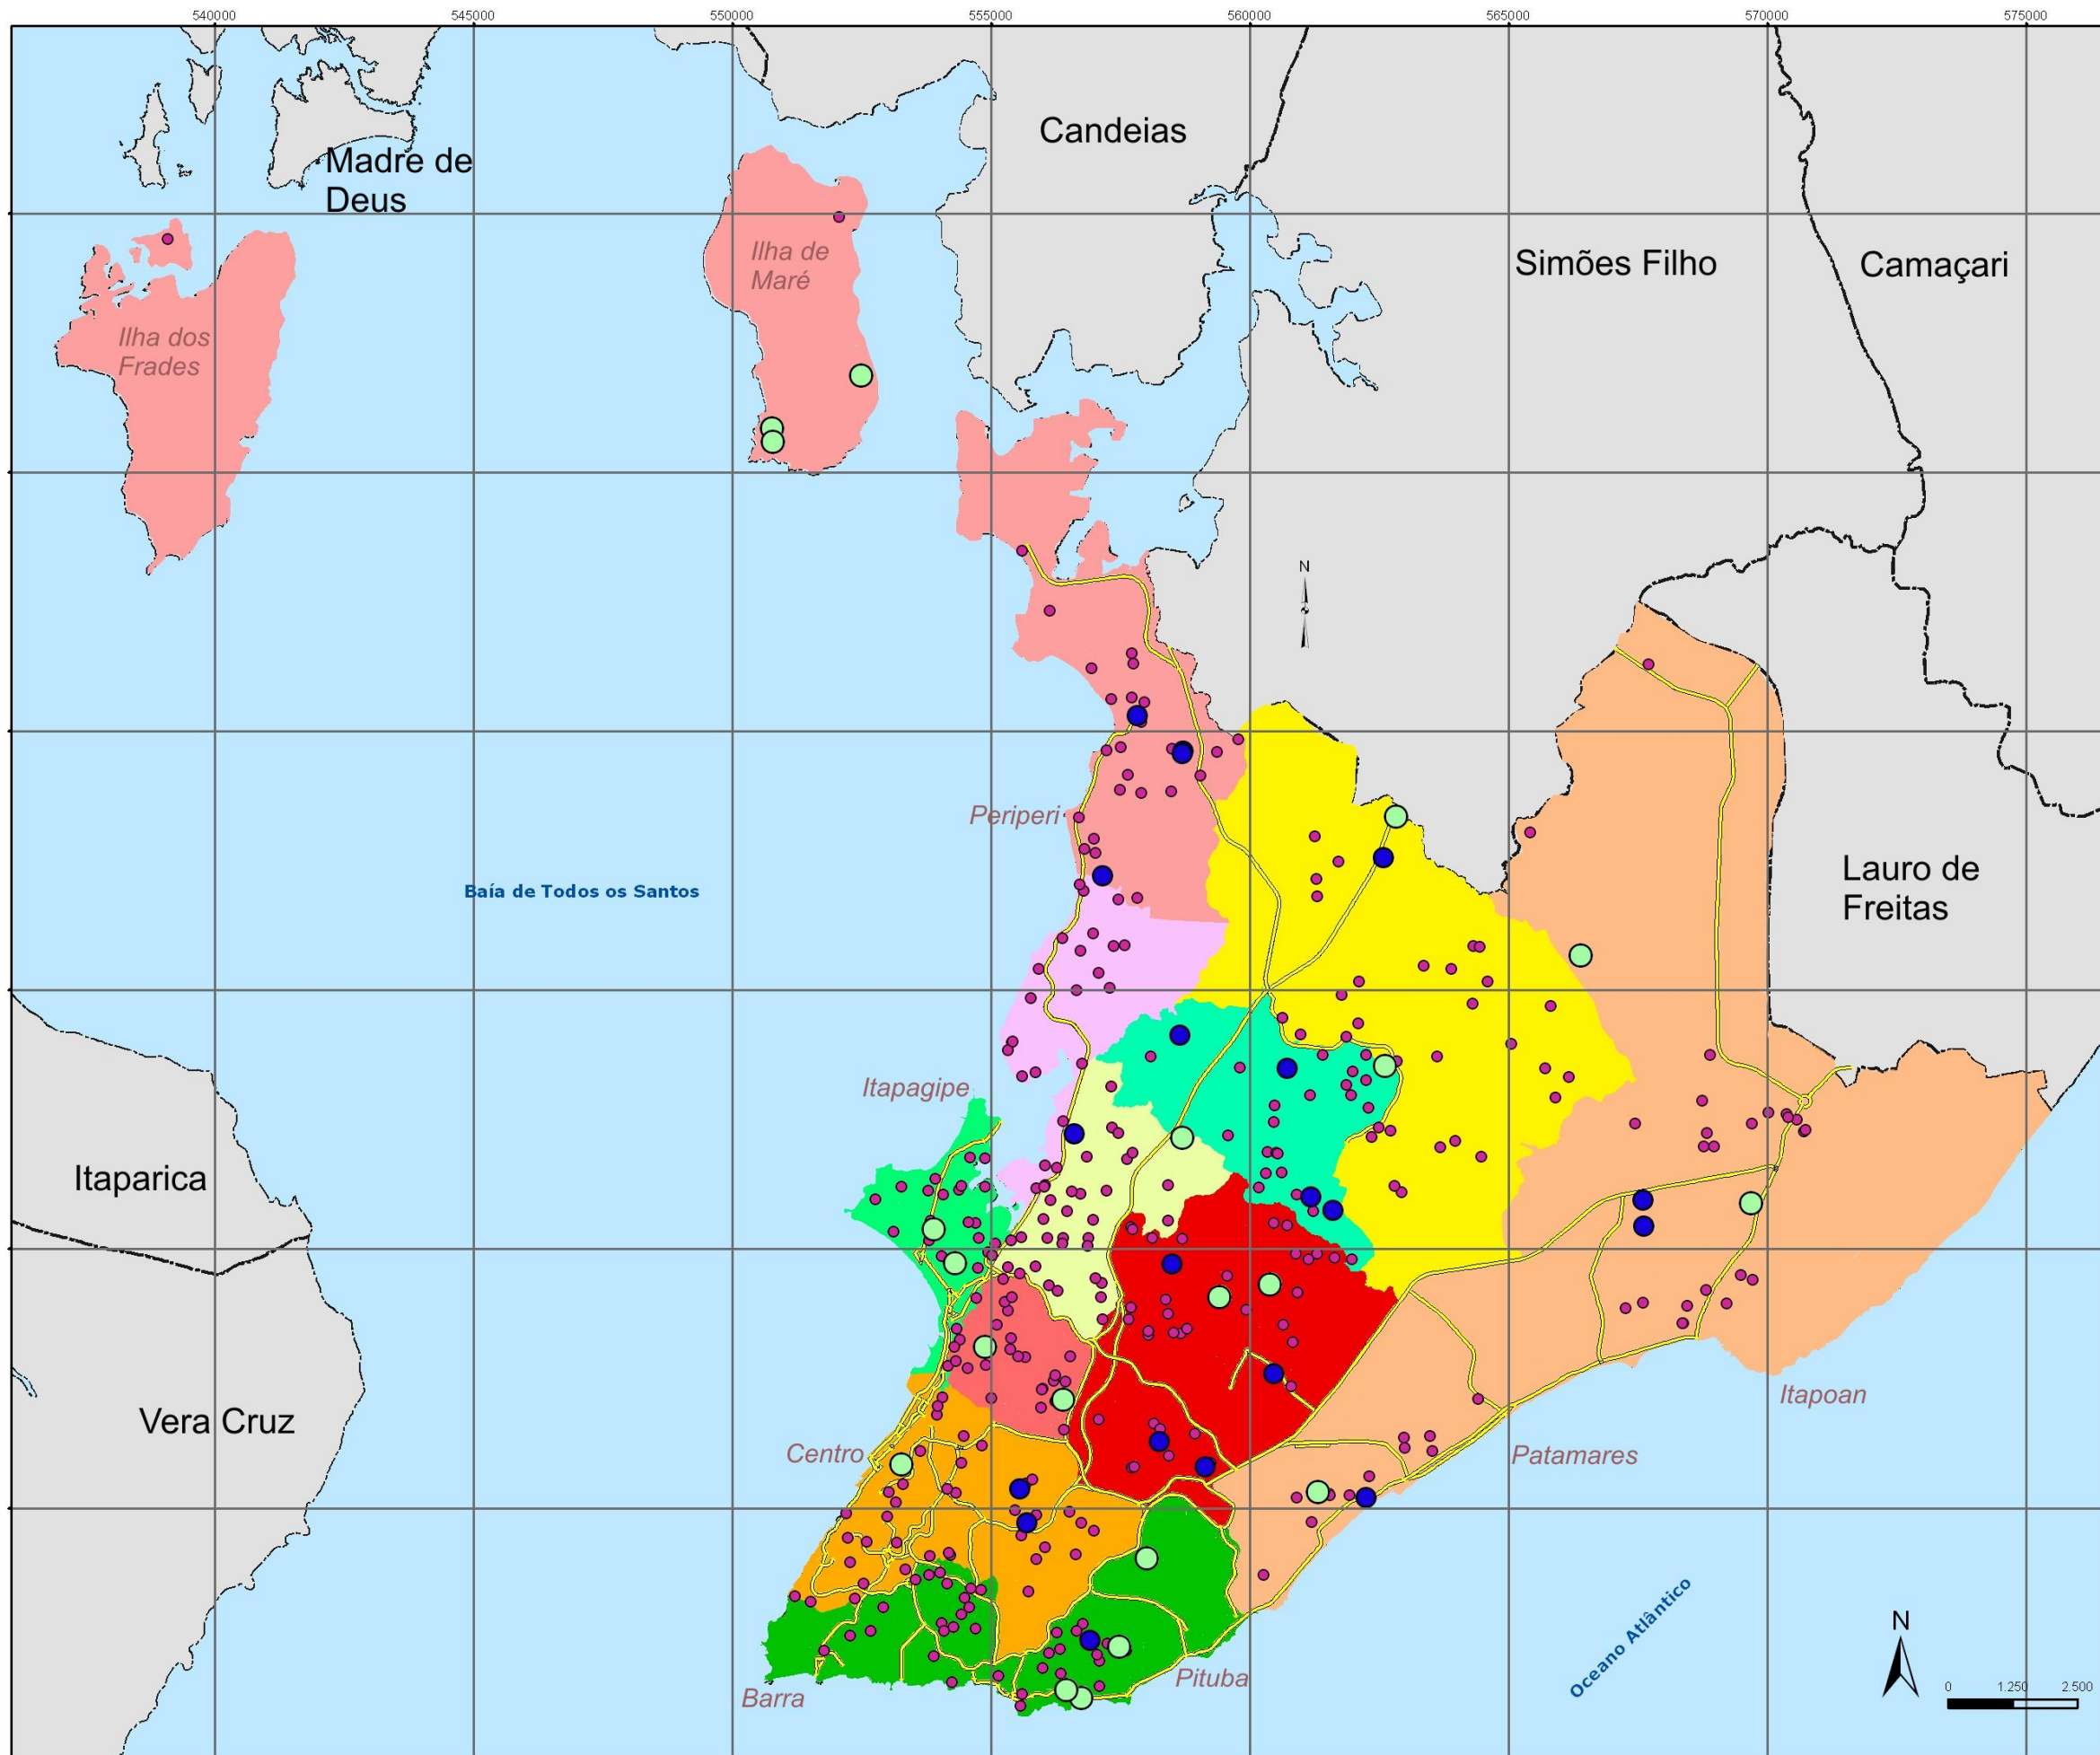 540000 545000 550000 555000 560000 565000 570000 575000
Candeias
Madre de
Deus
Ilha de
Maré
Simões Filho
Camaçari
Ilha dos
Frades
N
Periperi
Lauro de
Freitas
Baía de Todos os Santos
Itapagipe
Itaparica
Itapoan
Vera Cruz
Centro
Patamares
Oceano Atlântico
N
Pituba
Barra
0 1.250 2.500